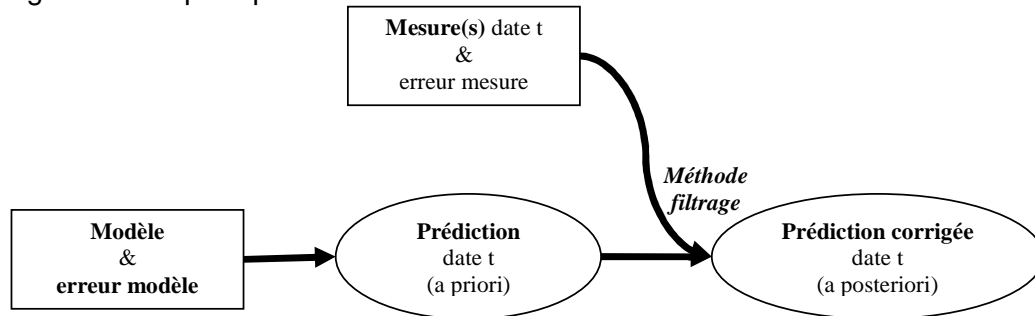 Mesure(s) date t
&
erreur mesure
Méthode
filtrage
Modèle
&
erreur modèle
Prédiction
date t
(a priori)
Prédiction corrigée
date t
(a posteriori)